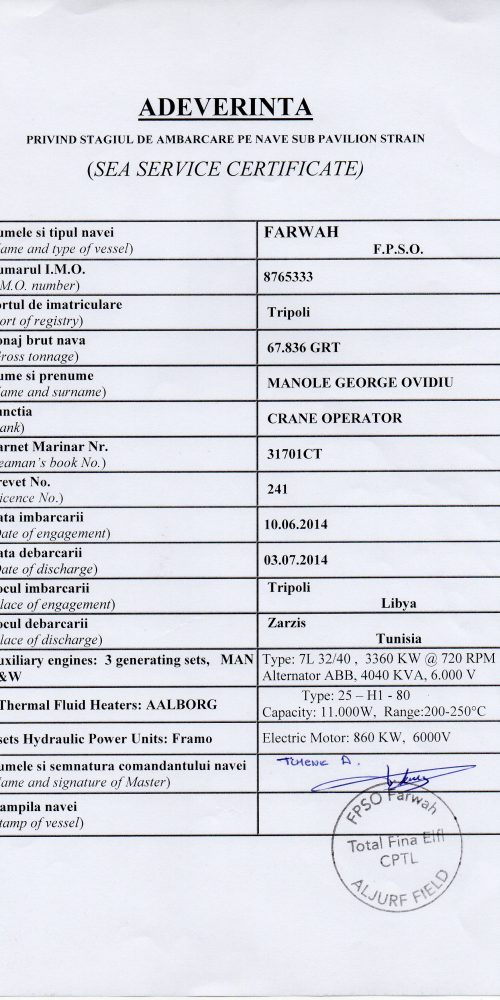 ADEVERINTA
PRIVIND STAGIUL DE AMBARCARE PE NAVE SUB PAVILION STRAIN
(SEA SERVICE CERTIFICATE)
umele si tipul navei
ame and type of vessel)
FARWAH
F.P.S.O.
umarul I.M.O.
M.O. number)
8765333
ortul de imatriculare
ort of registry)
Tripoli
onaj brut nava
ross tonnage)
67.836 GRT
ume si prenume
ame and surname)
MANOLE GEORGE OVIDIU
unctia
ank)
CRANE OPERATOR
arnet Marinar Nr.
eaman's book No.)
31701CT
revet No.
icence No.)
241
ata imbarcarii
Date of engagement)
10.06.2014
ata debarcarii
Date of discharge)
03.07.2014
ocul imbarcarii
lace of engagement)
Tripoli
Libya
ocul debarcarii
lace of discharge)
Zarzis
Tunisia
uxiliary engines: 3 generating sets, MAN
&W
Type: 7L 32/40 , 3360 KW @ 720 RPM
Alternator ABB, 4040 KVA, 6.000 V
Thermal Fluid Heaters: AALBORG
Type: 25 – H1 - 80
Capacity: 11.000W, Range:200-250°C
sets Hydraulic Power Units: Framo
Electric Motor: 860 KW, 6000V
umele si semnatura comandantului navei
ame and signature of Master)
tampila navei
tamp of vessel)
FPSO Farwah
Total Fina Elf
CPTL
ALJURF FIELD